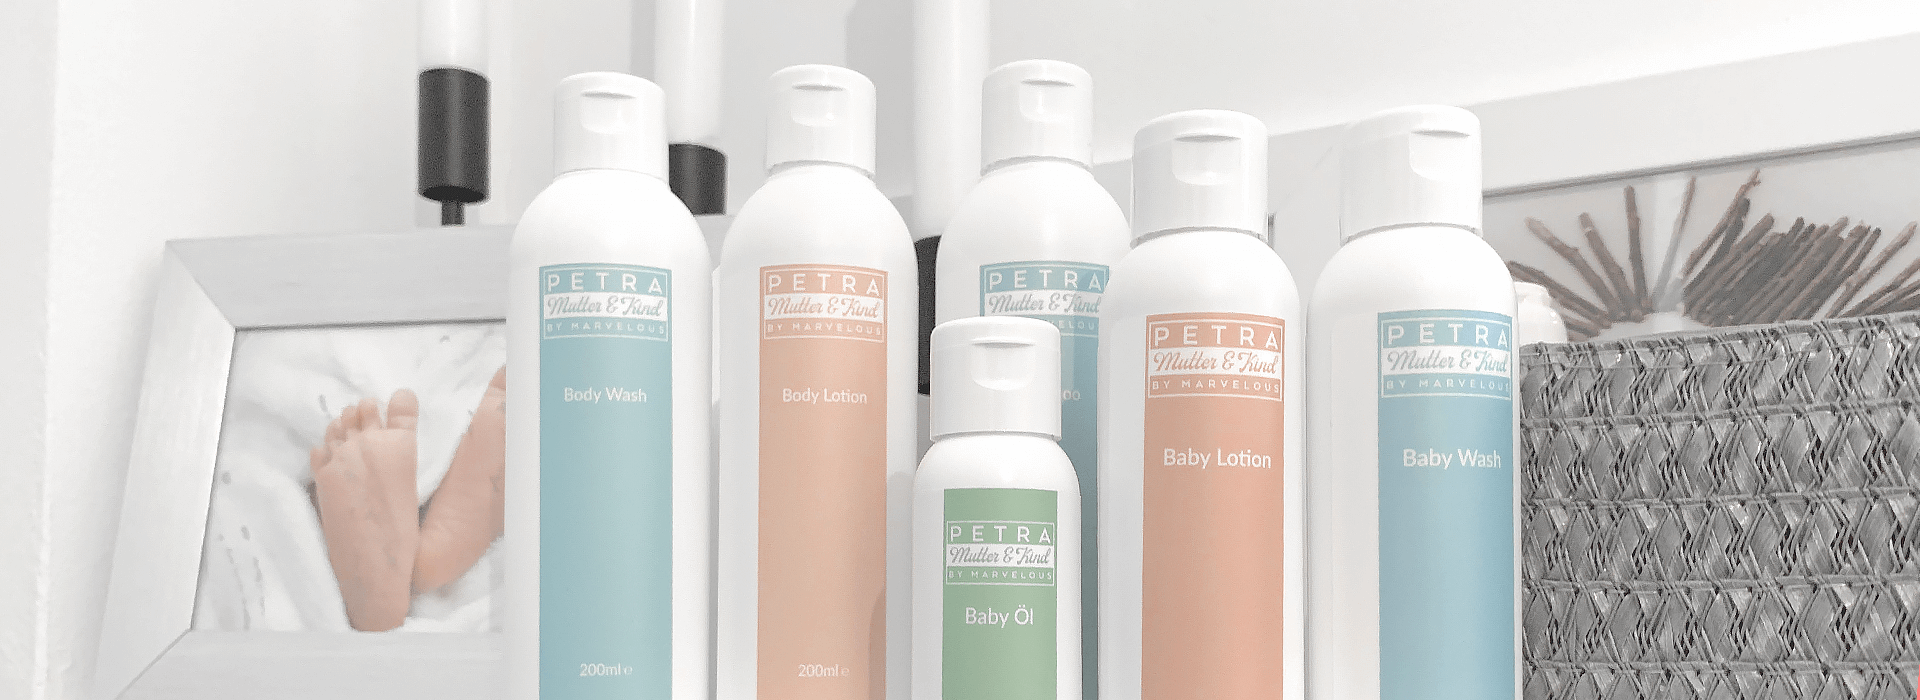 PETRA
Mutter & Kind
BY MARVELOUS
Body Wash
200ml ℮
PETRA
Mutter & Kind
BY MARVELOUS
Body Lotion
200ml ℮
PETRA
Mutter & Kind
PETRA
Mutter & Kind
BY MARVELOUS
Baby Öl
PETRA
Mutter & Kind
BY MARVELOUS
Baby Lotion
PETRA
Mutter & Kind
BY MARVELOUS
Baby Wash